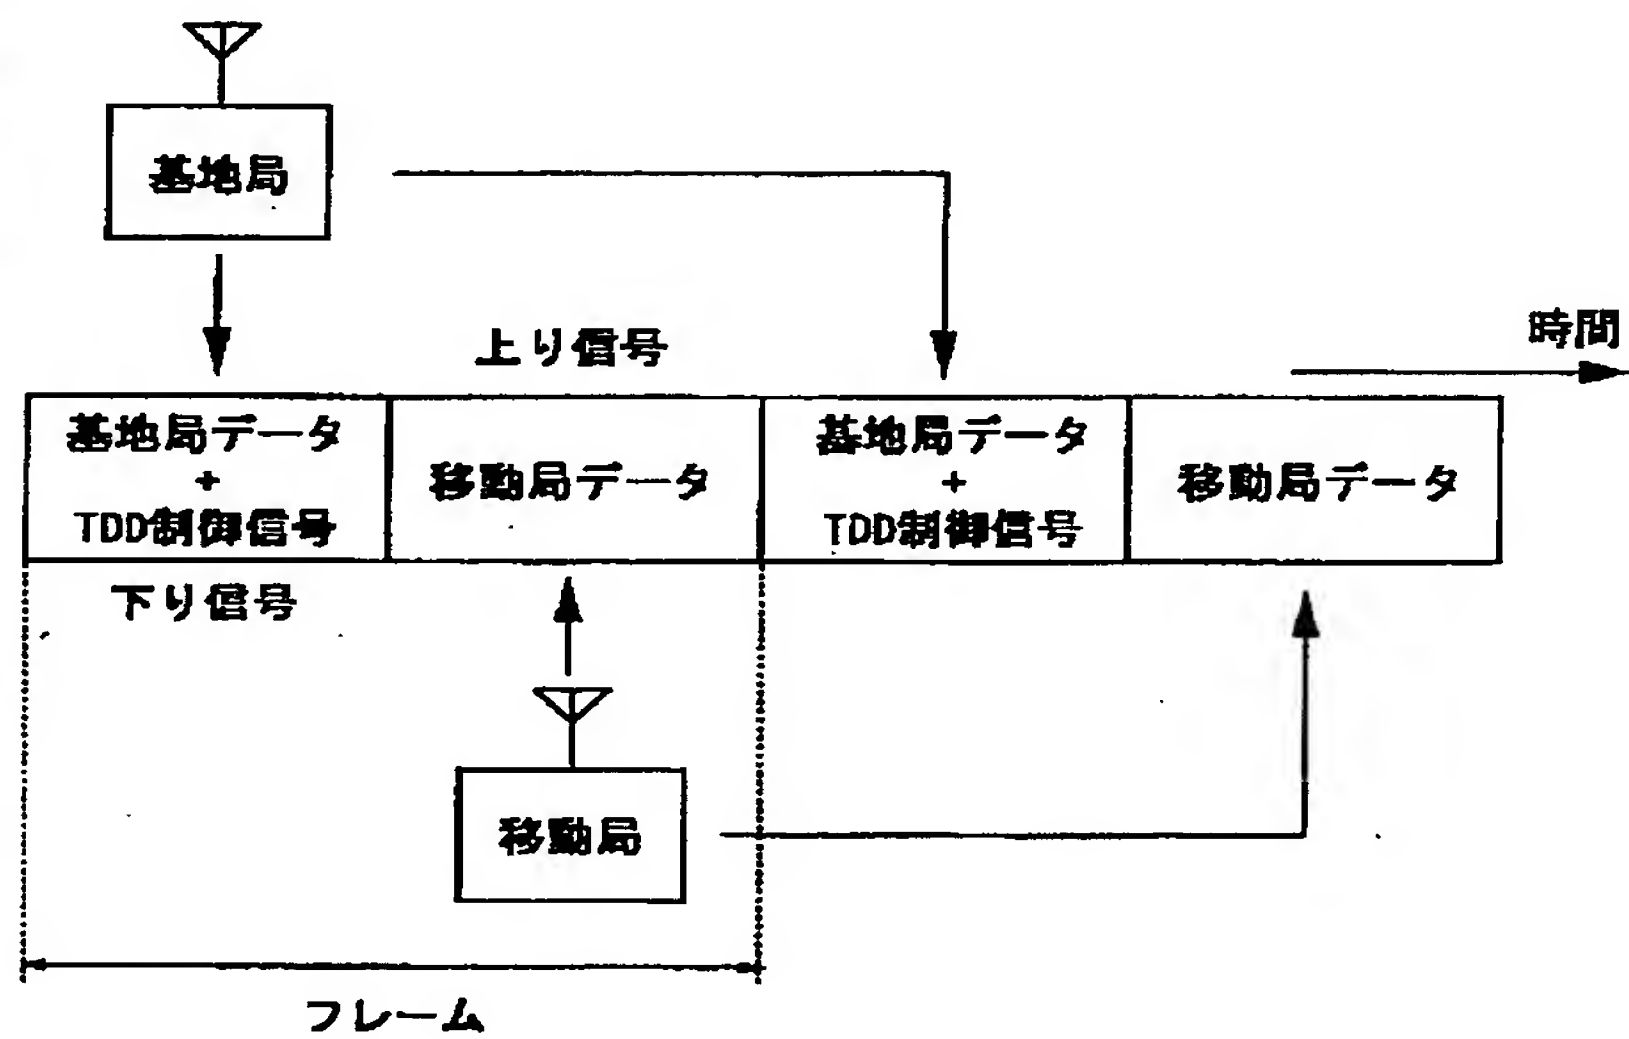 基地局
上り信号
時間
基地局データ
+
TDD制御信号
移動局データ
基地局データ
+
TDD制御信号
移動局データ
下り信号
移動局
フレーム